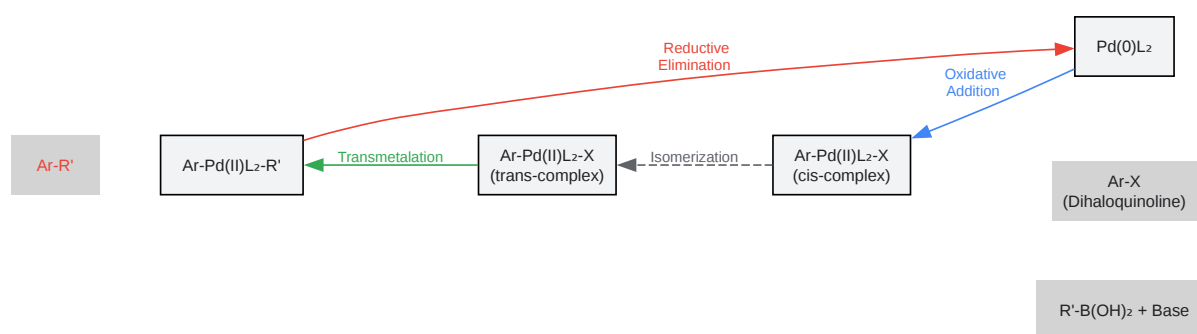 Pd(0)L₂
Reductive
Elimination
Oxidative
Addition
Ar-R'
Ar-Pd(II)L₂-R'
Transmetalation
Ar-Pd(II)L₂-X
(trans-complex)
Isomerization
Ar-Pd(II)L₂-X
(cis-complex)
Ar-X
(Dihaloquinoline)
R'-B(OH)₂ + Base